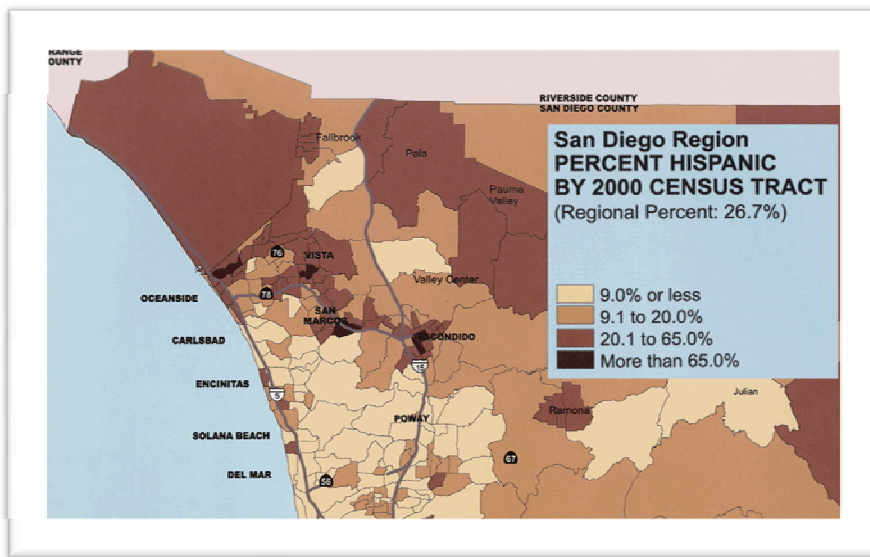 RANGE
OUNTY
RIVERSIDE COUNTY
SAN DIEGO COUNTY
San Diego Region
PERCENT HISPANIC
BY 2000 CENSUS TRACT
(Regional Percent: 26.7%)
9.0% or less
9.1 to 20.0%
20.1 to 65.0%
More than 65.0%
Fallbrook
Pala
Pauma
Valley
76
VISTA
Valley Center
OCEANSIDE
78
SAN
MARCOS
ESCONDIDO
CARLSBAD
15
ENCINITAS
5
Julian
Ramona
POWAY
SOLANA BEACH
67
DEL MAR
56